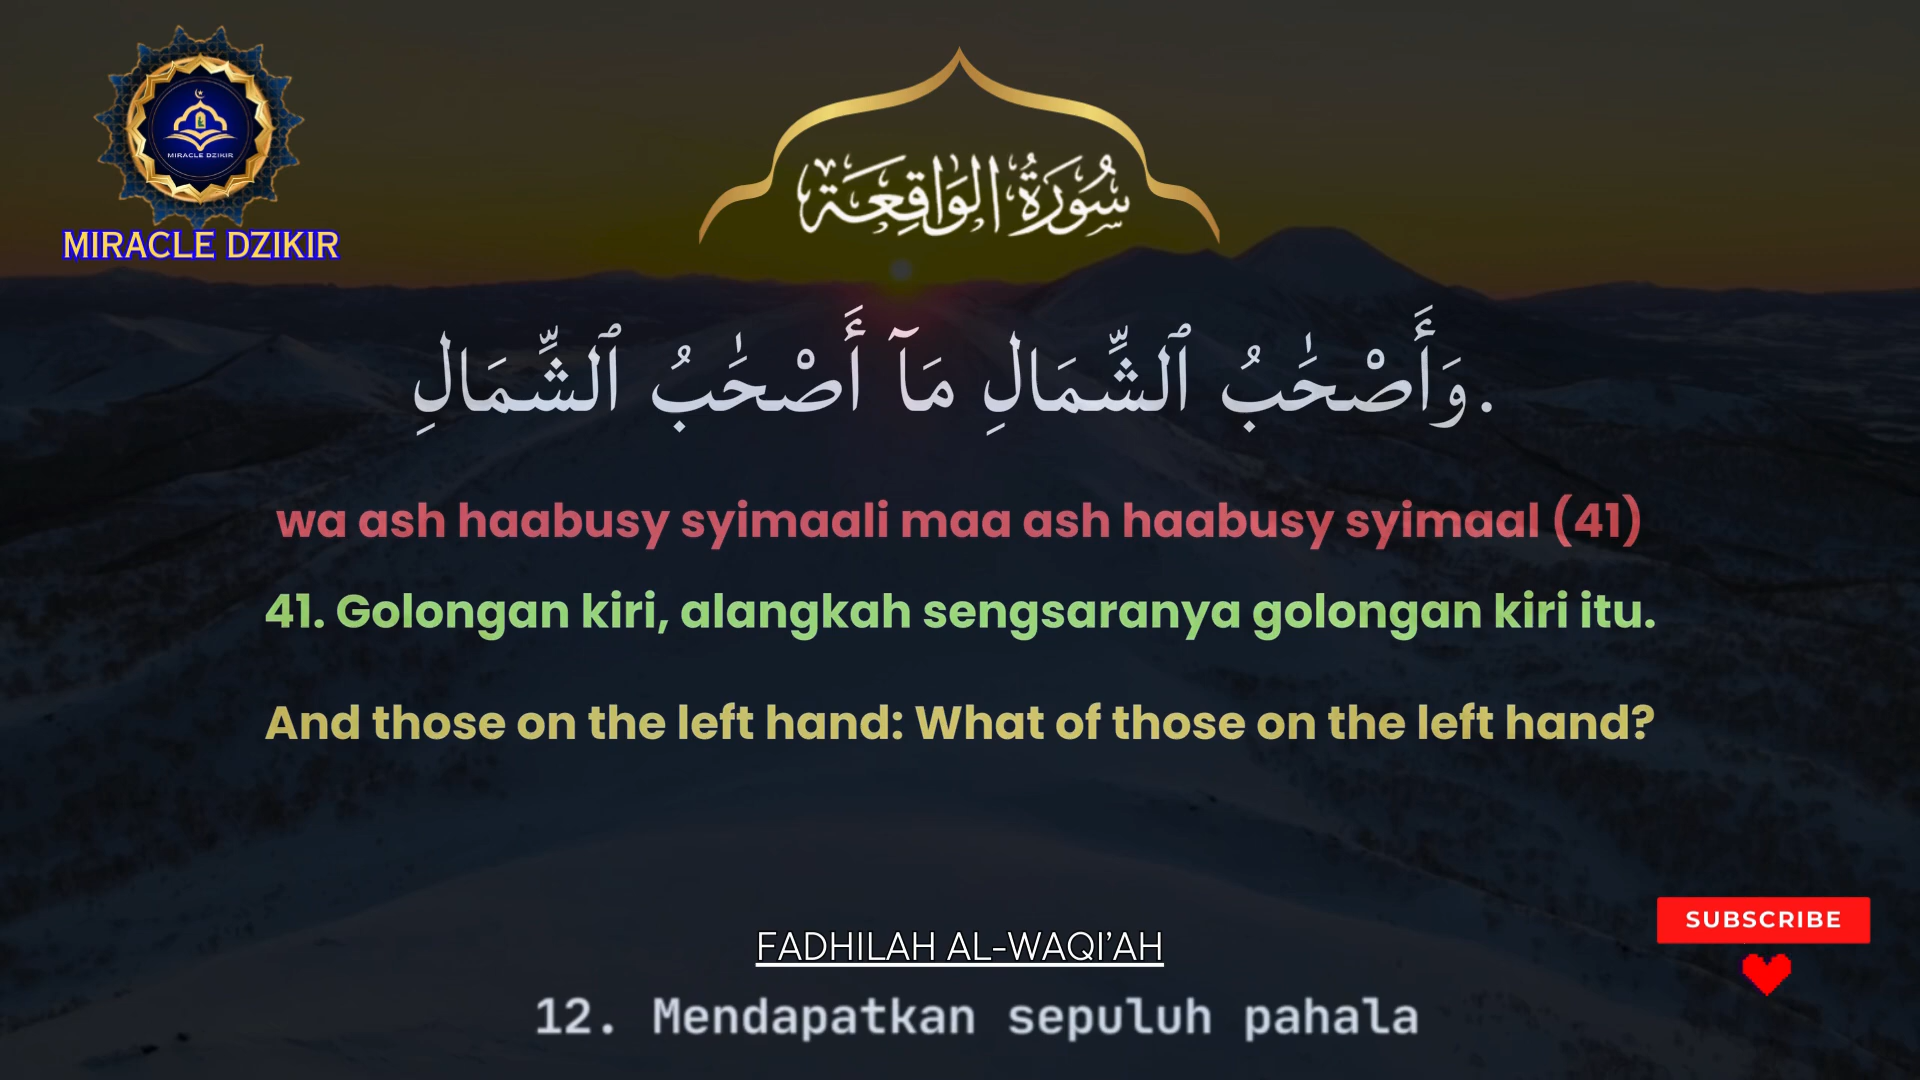 MIRACLE DZIKIR
MIRACLE DZIKIR
سُورَةُ الوَاقِعَة
وَأَصْحَٰبُ ٱلشِّمَالِ مَآ أَصْحَٰبُ ٱلشِّمَالِ.
wa ash haabusy syimaali maa ash haabusy syimaal (41)
41. Golongan kiri, alangkah sengsaranya golongan kiri itu.
And those on the left hand: What of those on the left hand?
FADHILAH AL-WAQI'AH
12. Mendapatkan sepuluh pahala
SUBSCRIBE